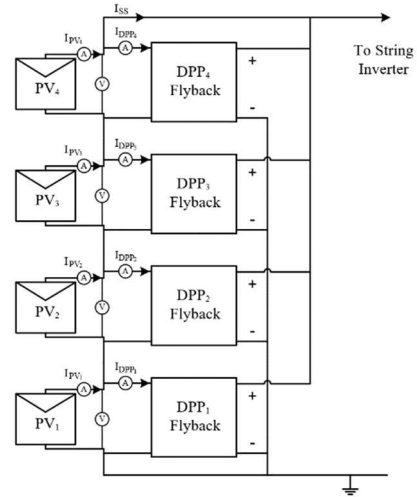 I_SS
I_PV4 A I_DPP4 A
PV4 V DPP4 Flyback + -
To String
Inverter
I_PV3 A I_DPP3 A
PV3 V DPP3 Flyback + -
I_PV2 A I_DPP2 A
PV2 V DPP2 Flyback + -
I_PV1 A I_DPP1 A
PV1 V DPP1 Flyback + -